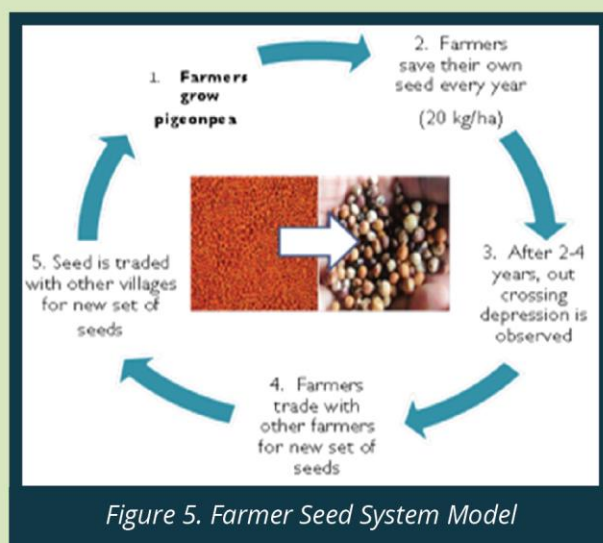 1. Farmers
grow
pigeonpea
2. Farmers
save their own
seed every year
(20 kg/ha)
3. After 2-4
years, out
crossing
depression is
observed
4. Farmers
trade with
other farmers
for new set of
seeds
5. Seed is traded
with other villages
for new set of
seeds
Figure 5. Farmer Seed System Model